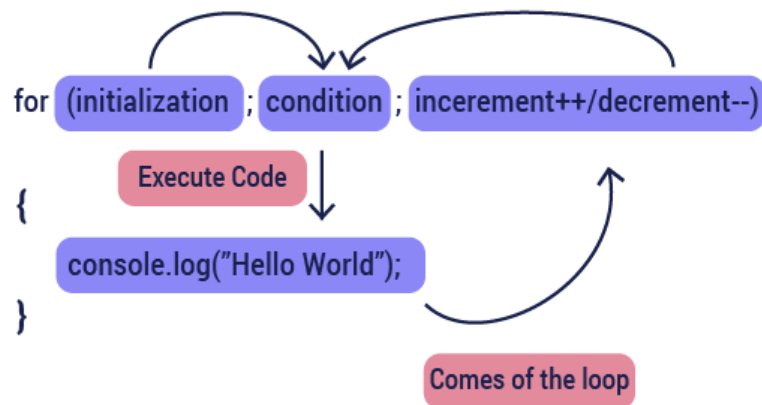 for (initialization ; condition ; incerement++/decrement--)
Execute Code
{
console.log(”Hello World”);
}
Comes of the loop